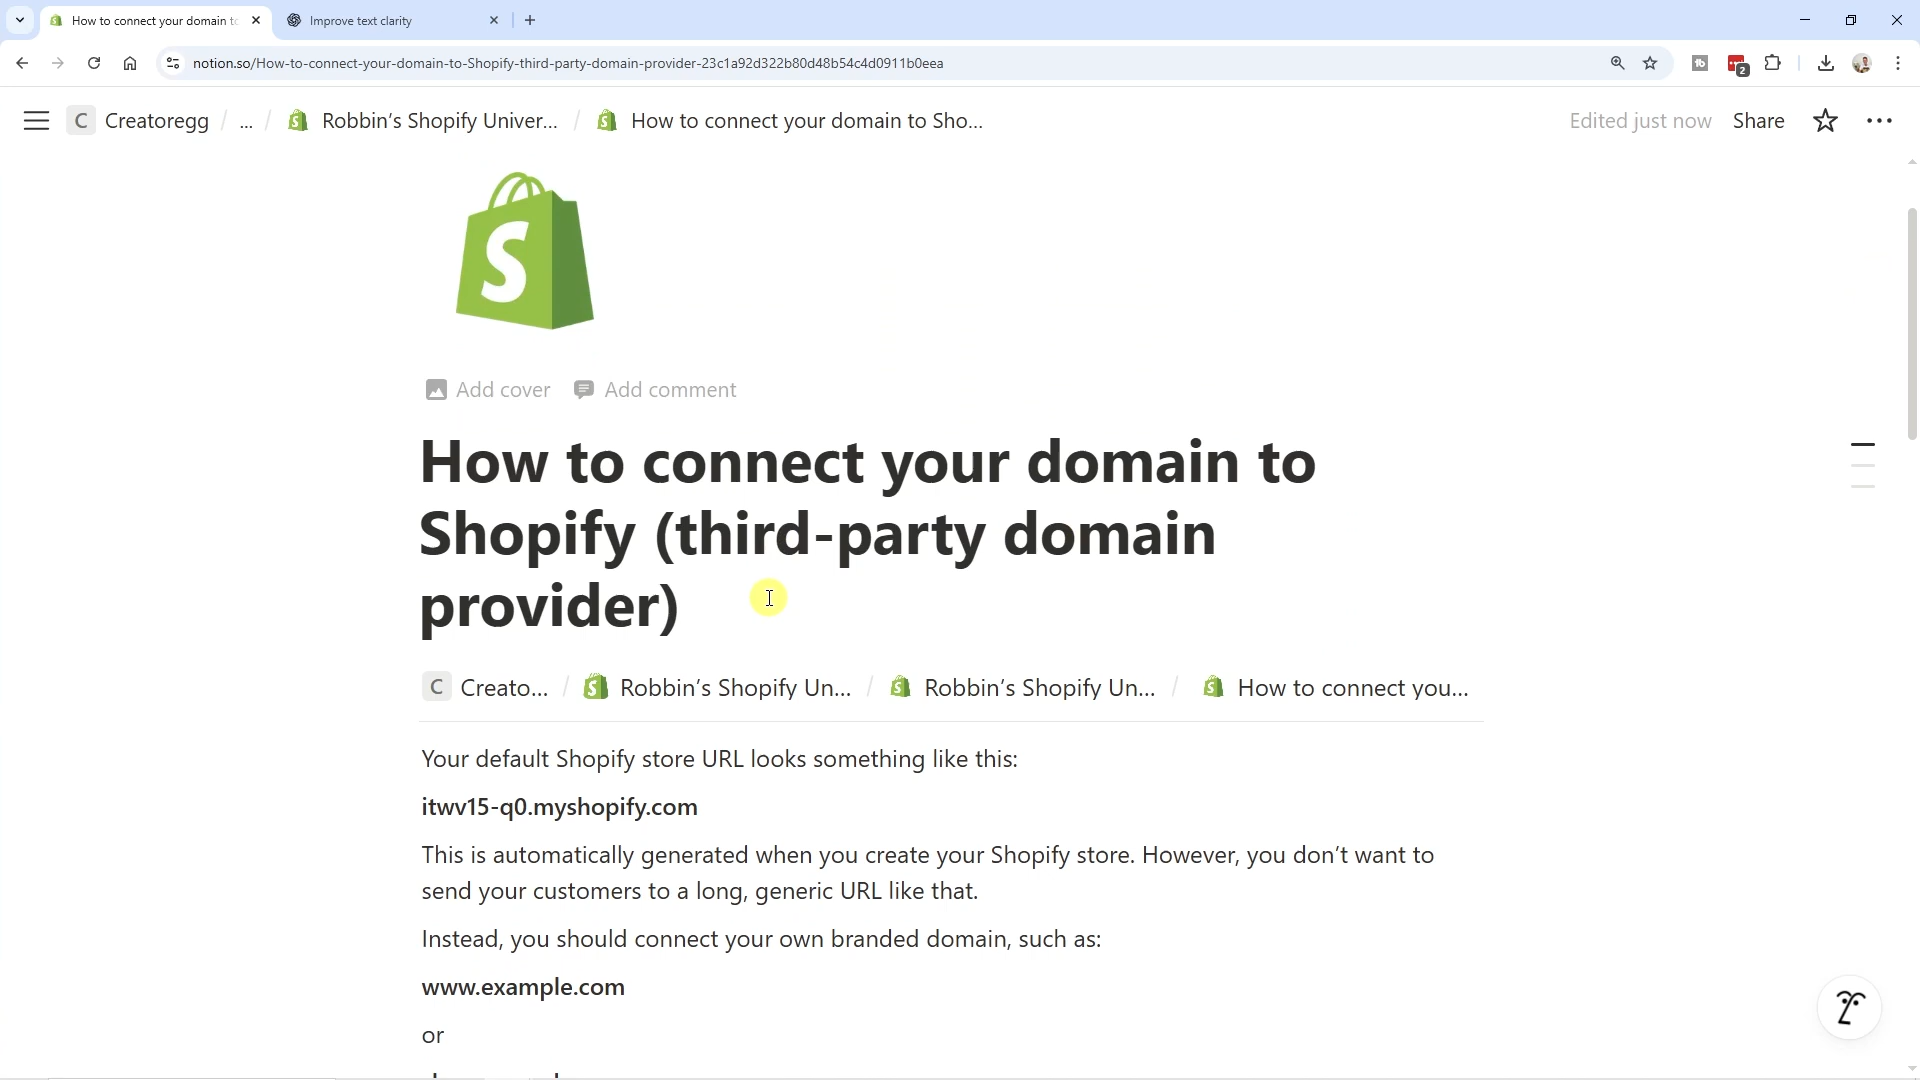 How to connect your domain to
Improve text clarity
notion.so/How-to-connect-your-domain-to-Shopify-third-party-domain-provider-23c1a92d322b80d48b54c4d0911b0eea
2
C Creatoregg / ... / Robbin's Shopify Univer... / How to connect your domain to Sho...
Edited just now Share
S
Add cover Add comment
How to connect your domain to
Shopify (third-party domain
provider)
C Creato... / Robbin's Shopify Un... / Robbin's Shopify Un... / How to connect you...
Your default Shopify store URL looks something like this:
itwv15-q0.myshopify.com
This is automatically generated when you create your Shopify store. However, you don't want to
send your customers to a long, generic URL like that.
Instead, you should connect your own branded domain, such as:
www.example.com
or